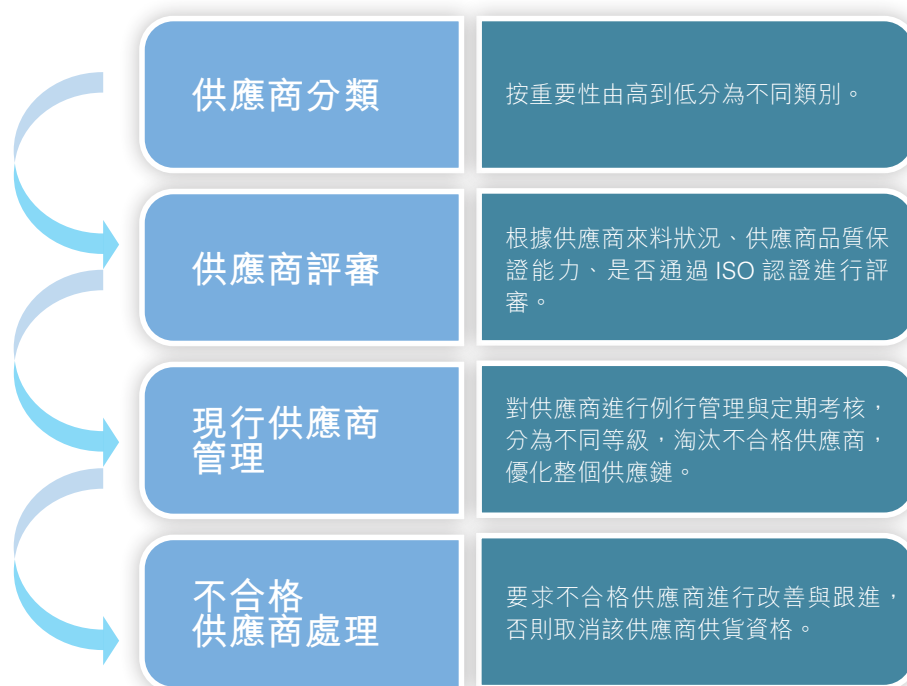 供應商分類
按重要性由高到低分為不同類別。
供應商評審
根據供應商來料狀況、供應商品質保
證能力、是否通過 ISO 認證進行評
審。
現行供應商
管理
對供應商進行例行管理與定期考核，
分為不同等級，淘汰不合格供應商，
優化整個供應鏈。
不合格
供應商處理
要求不合格供應商進行改善與跟進，
否則取消該供應商供貨資格。